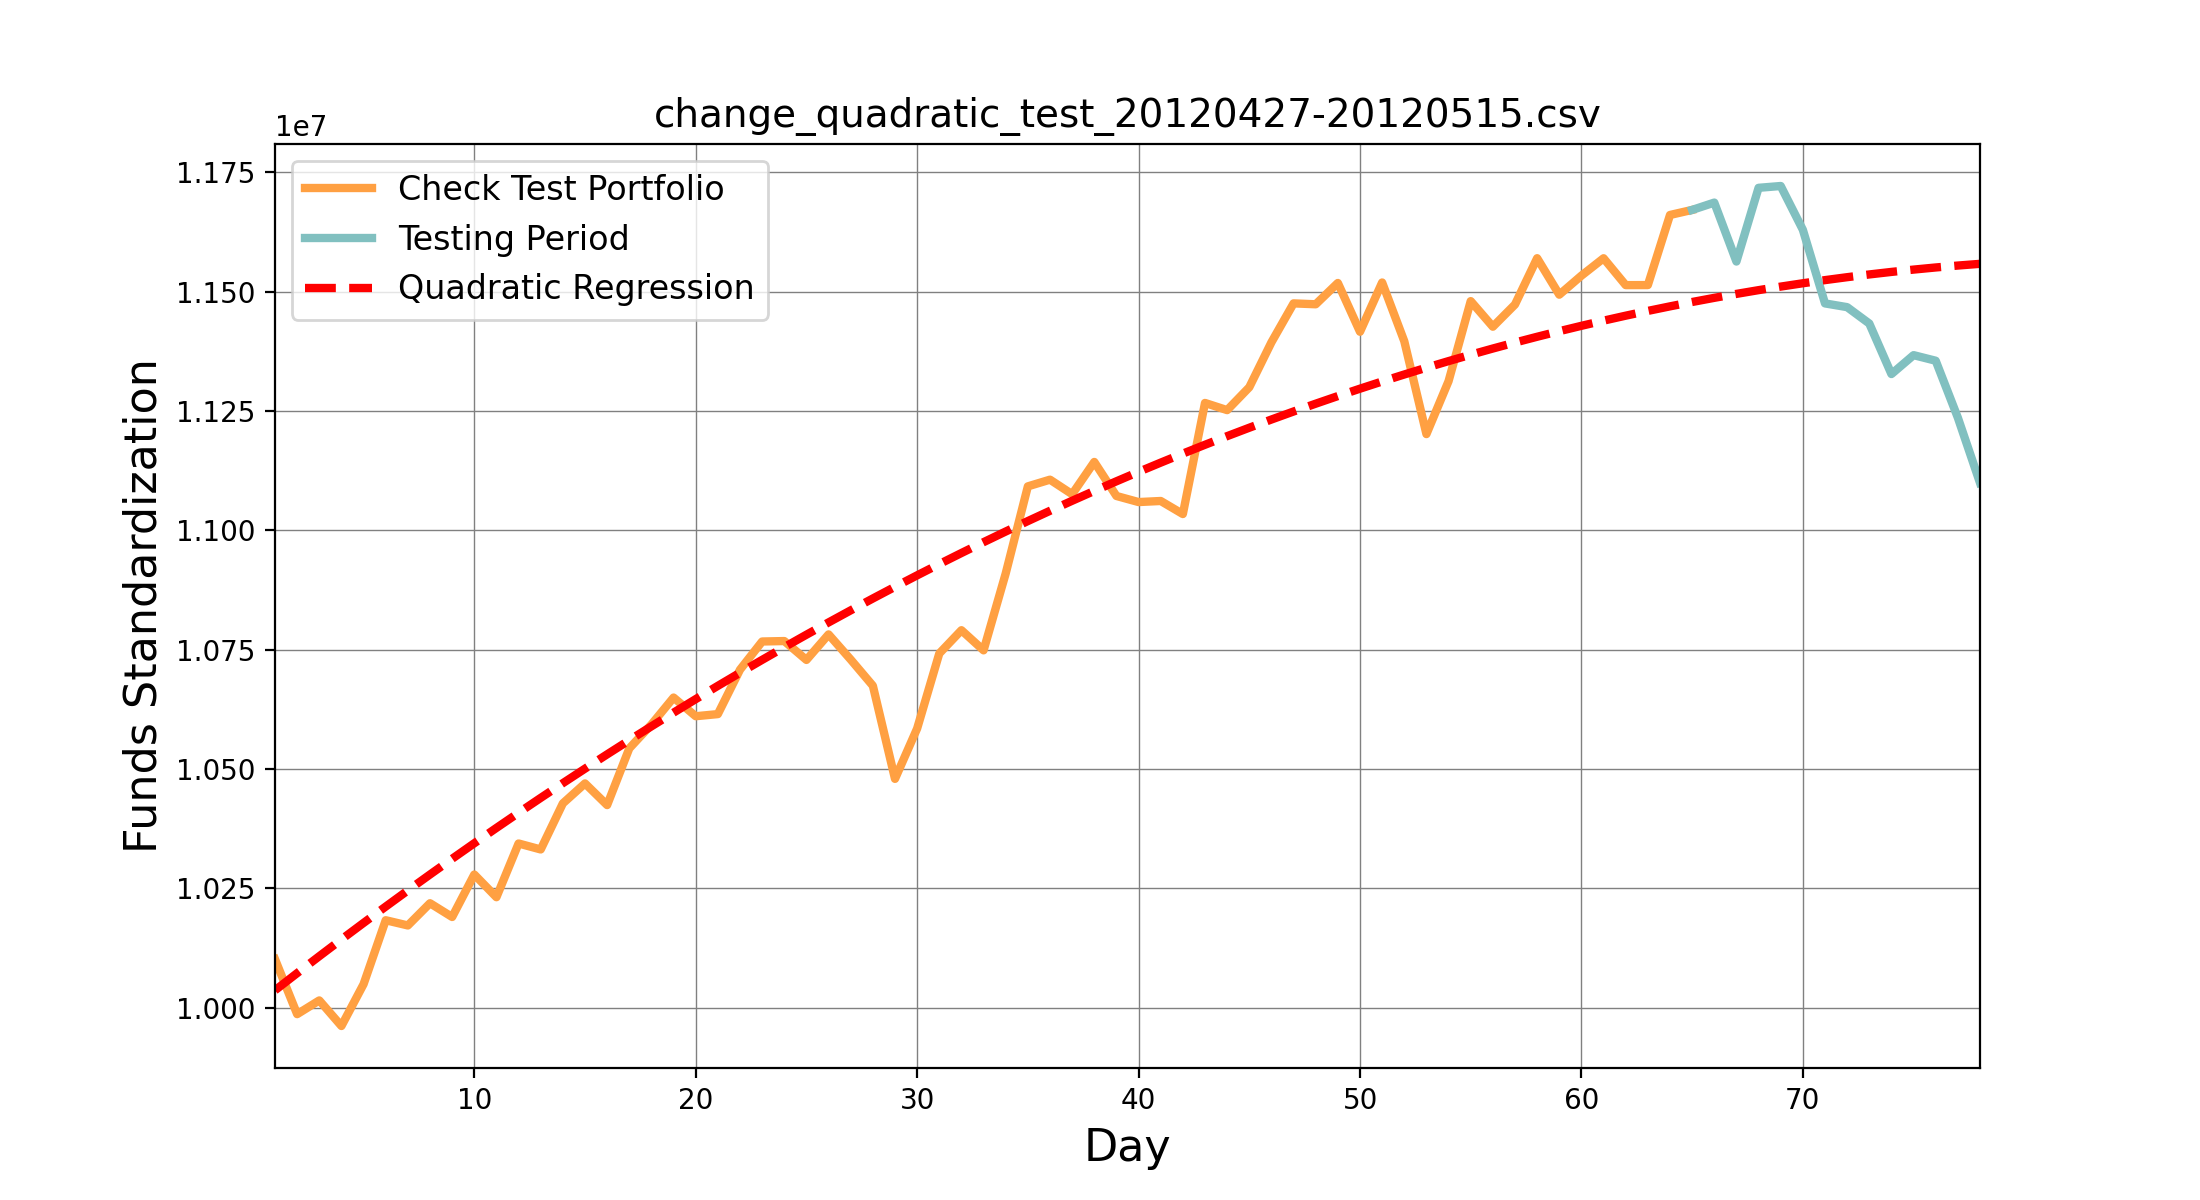 change_quadratic_test_20120427-20120515.csv
1e7
Check Test Portfolio
Testing Period
Quadratic Regression
Funds Standardization
1.175
1.150
1.125
1.100
1.075
1.050
1.025
1.000
10 20 30 40 50 60 70
Day